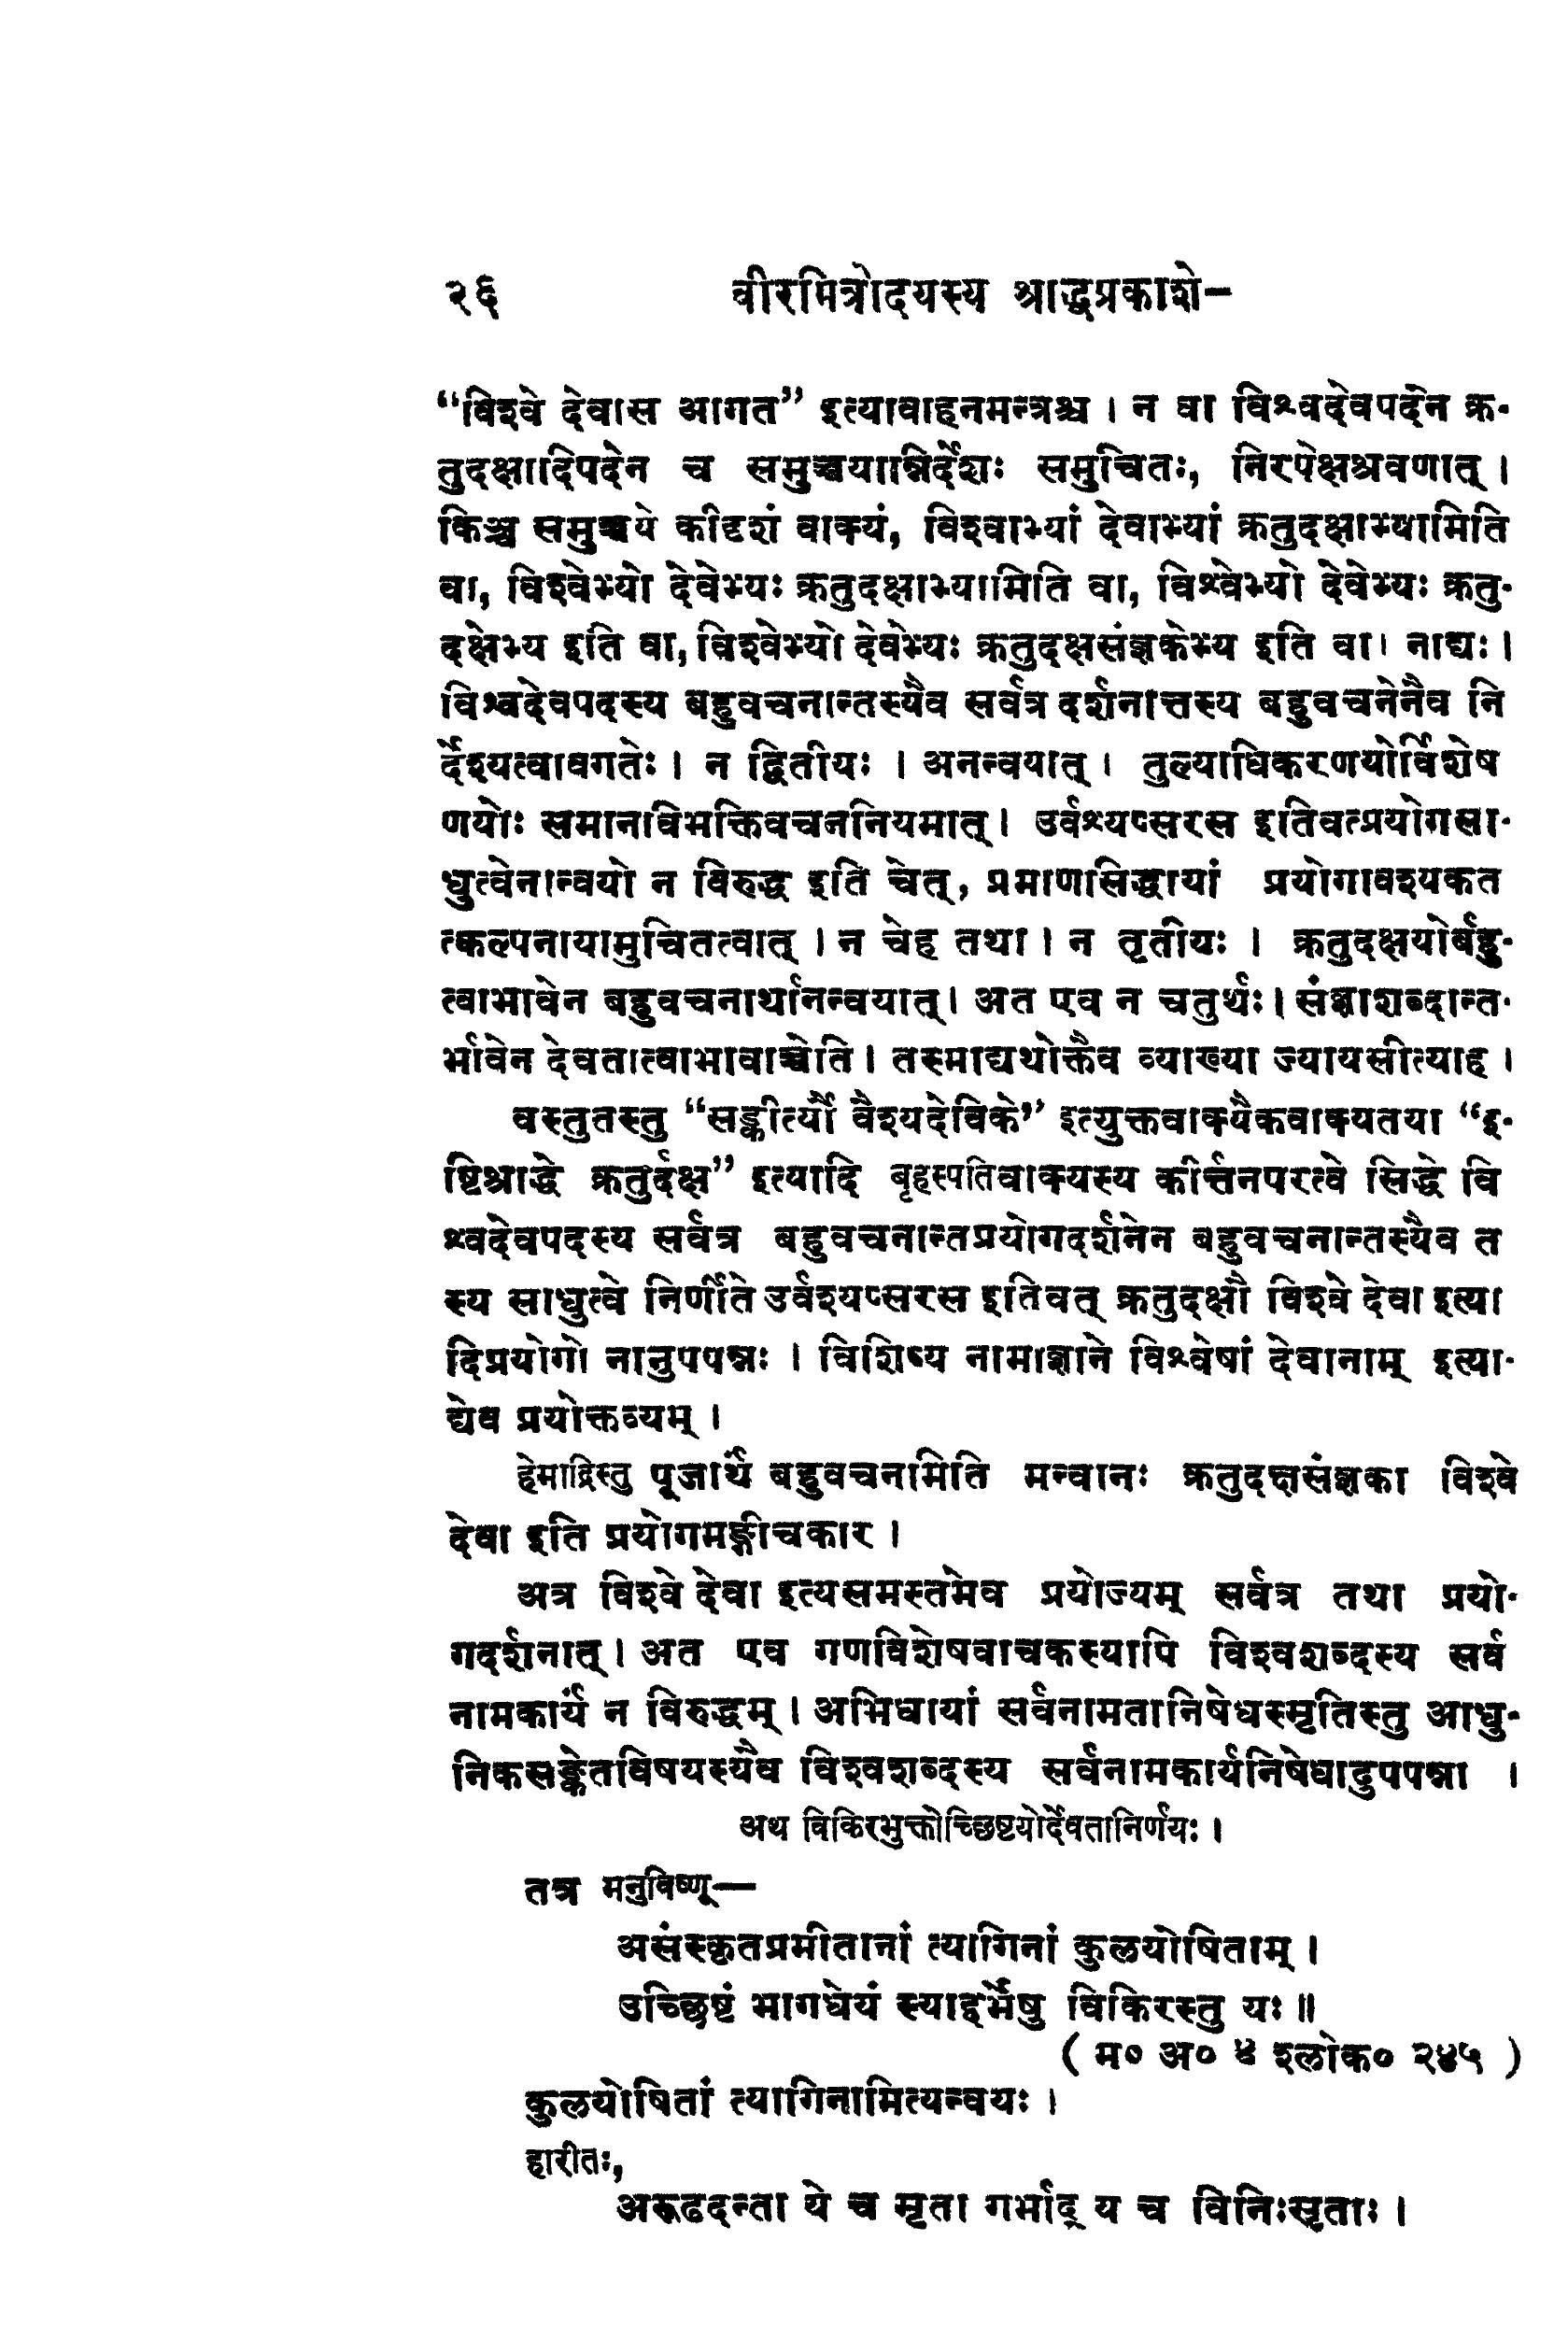 २६ वीरमित्रोदयस्य श्राद्धप्रकाशे-
“विश्वे देवास आगत” इत्यावाहनमन्त्रश्च । न वा विश्वदेवपदेन क्र-
तुदक्षादिपदेन च समुच्चयान्निर्देशः समुचितः, निरपेक्षश्रवणात् ।
किञ्च समुच्चये कीदृशं वाक्यं, विश्वाभ्यां देवाभ्यां क्रतुदक्षाभ्यामिति
वा, विश्वेभ्यो देवेभ्यः क्रतुदक्षाभ्यामिति वा, विश्वेभ्यो देवेभ्यः क्रतु-
दक्षेभ्य इति वा, विश्वेभ्यो देवेभ्यः क्रतुदक्षसंज्ञकेभ्य इति वा । नाद्यः ।
विश्वदेवपदस्य बहुवचनान्तस्यैव सर्वत्र दर्शनात्तस्य बहुवचनेनैव नि
र्देश्यत्वावगतेः । न द्वितीयः । अनन्वयात् । तुल्याधिकरणयोर्विशेष
णयोः समानविभक्तिवचननियमात् । उर्वश्यप्सरस इतिवत्प्रयोगसा-
धुत्वेनान्वयो न विरुद्ध इति चेत्, प्रमाणसिद्धायां प्रयोगावश्यकत
त्कल्पनायामुचितत्वात् । न चेह तथा । न तृतीयः । क्रतुदक्षयोर्बहु-
त्वाभावेन बहुवचनार्थानन्वयात् । अत एव न चतुर्थः । संज्ञाशब्दान्त-
र्भावेन देवतात्वाभावाच्चेति । तस्माद्यथोक्तैव व्याख्या ज्यायसीत्याह ।
वस्तुतस्तु “सङ्कीर्त्यौ वैश्यदेविके” इत्युक्तवाक्यैकवाक्यतया “इ-
ष्टिश्राद्धे क्रतुर्दक्ष” इत्यादि बृहस्पतिवाक्यस्य कीर्त्तनपरत्वे सिद्धे वि
श्वदेवपदस्य सर्वत्र बहुवचनान्तप्रयोगदर्शनेन बहुवचनान्तस्यैव त
स्य साधुत्वे निर्णीते उर्वश्यप्सरस इतिवत् क्रतुदक्षौ विश्वे देवा इत्या
दिप्रयोगो नानुपपन्नः । विशिष्य नामाज्ञाने विश्वेषां देवानाम् इत्या-
द्येव प्रयोक्तव्यम् ।
हेमाद्रिस्तु पूजार्थं बहुवचनमिति मन्वानः क्रतुदक्षसंज्ञका विश्वे
देवा इति प्रयोगमङ्गीचकार ।
अत्र विश्वे देवा इत्यसमस्तमेव प्रयोज्यम् सर्वत्र तथा प्रयो-
गदर्शनात् । अत एव गणविशेषवाचकस्यापि विश्वशब्दस्य सर्व
नामकार्यं न विरुद्धम् । अभिधायां सर्वनामतानिषेधस्मृतिस्तु आधु-
निकसङ्केतविषयस्यैव विश्वशब्दस्य सर्वनामकार्यनिषेधादुपपन्ना ।
अथ विकिरभुक्तोच्छिष्टयोर्देवतानिर्णयः ।
तत्र मनुविष्णू—
असंस्कृतप्रमीतानां त्यागिनां कुलयोषिताम् ।
उच्छिष्टं भागधेयं स्याद्दर्भेषु विकिरस्तु यः ॥
( म० अ० ४ श्लोक० २४५ )
कुलयोषितां त्यागिनामित्यन्वयः ।
हारीतः,
अरूढदन्ता ये च मृता गर्भाद् य च विनिःसृताः ।